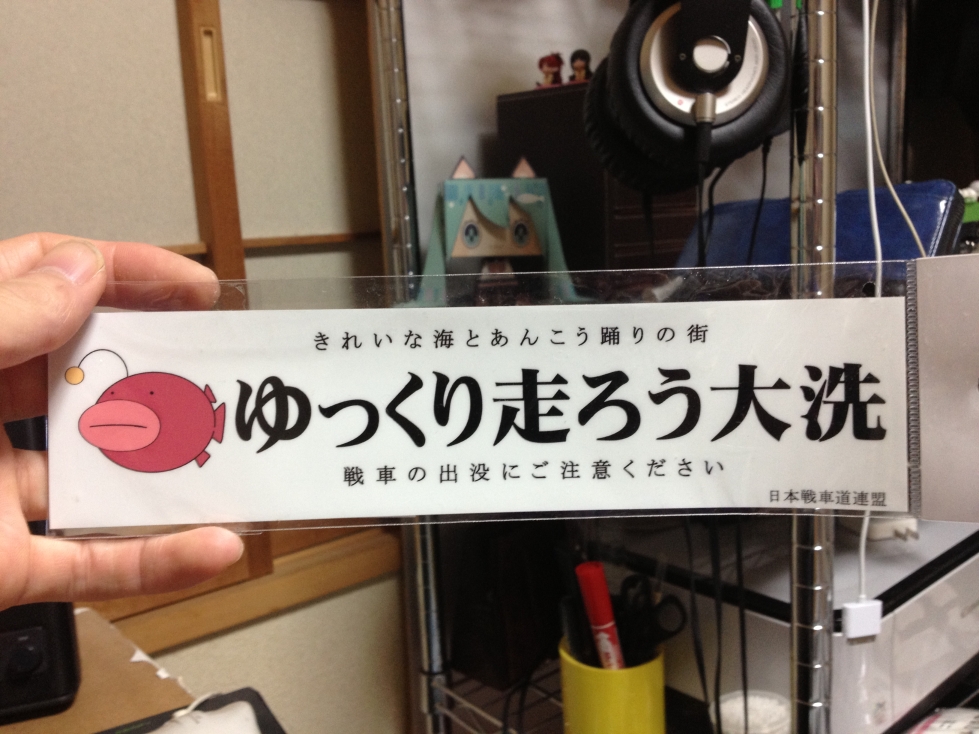 きれいな海とあんこう踊りの街
ゆっくり走ろう大洗
戦車の出没にご注意ください
日本戦車道連盟